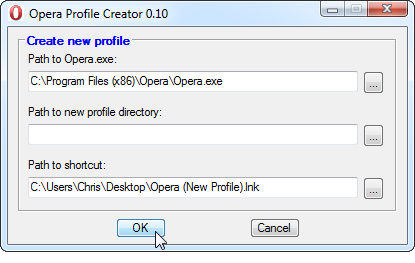 Opera Profile Creator 0.10
Create new profile
Path to Opera.exe:
C:\Program Files (x86)\Opera\Opera.exe
...
Path to new profile directory:
...
Path to shortcut:
C:\Users\Chris\Desktop\Opera (New Profile).lnk
...
OK Cancel